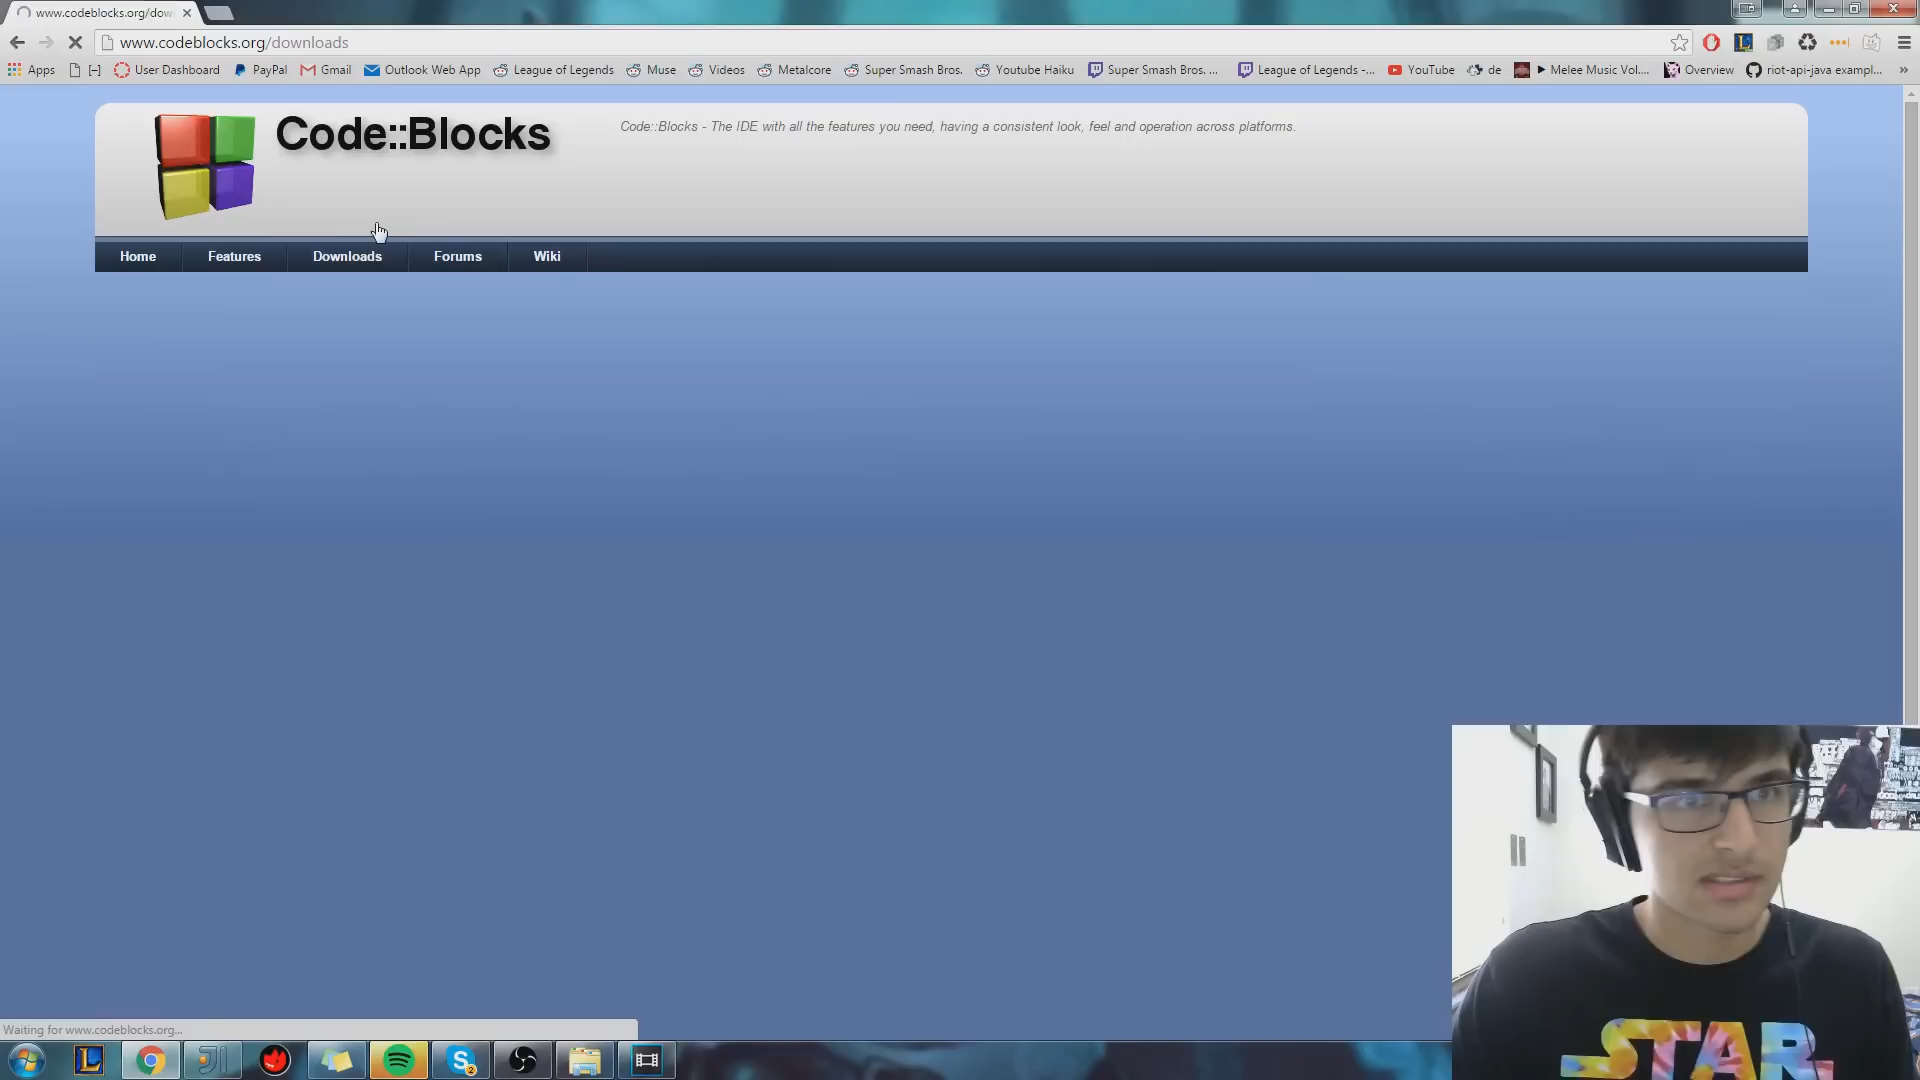 www.codeblocks.org/dow
www.codeblocks.org/downloads
Apps
[--]
User Dashboard
PayPal
Gmail
Outlook Web App
League of Legends
Muse
Videos
Metalcore
Super Smash Bros.
Youtube Haiku
Super Smash Bros. ...
League of Legends -...
YouTube
de
Melee Music Vol....
Overview
riot-api-java exampl...
»
Code::Blocks
Code::Blocks - The IDE with all the features you need, having a consistent look, feel and operation across platforms.
Home
Features
Downloads
Forums
Wiki
Waiting for www.codeblocks.org...
L
S
2
STAR